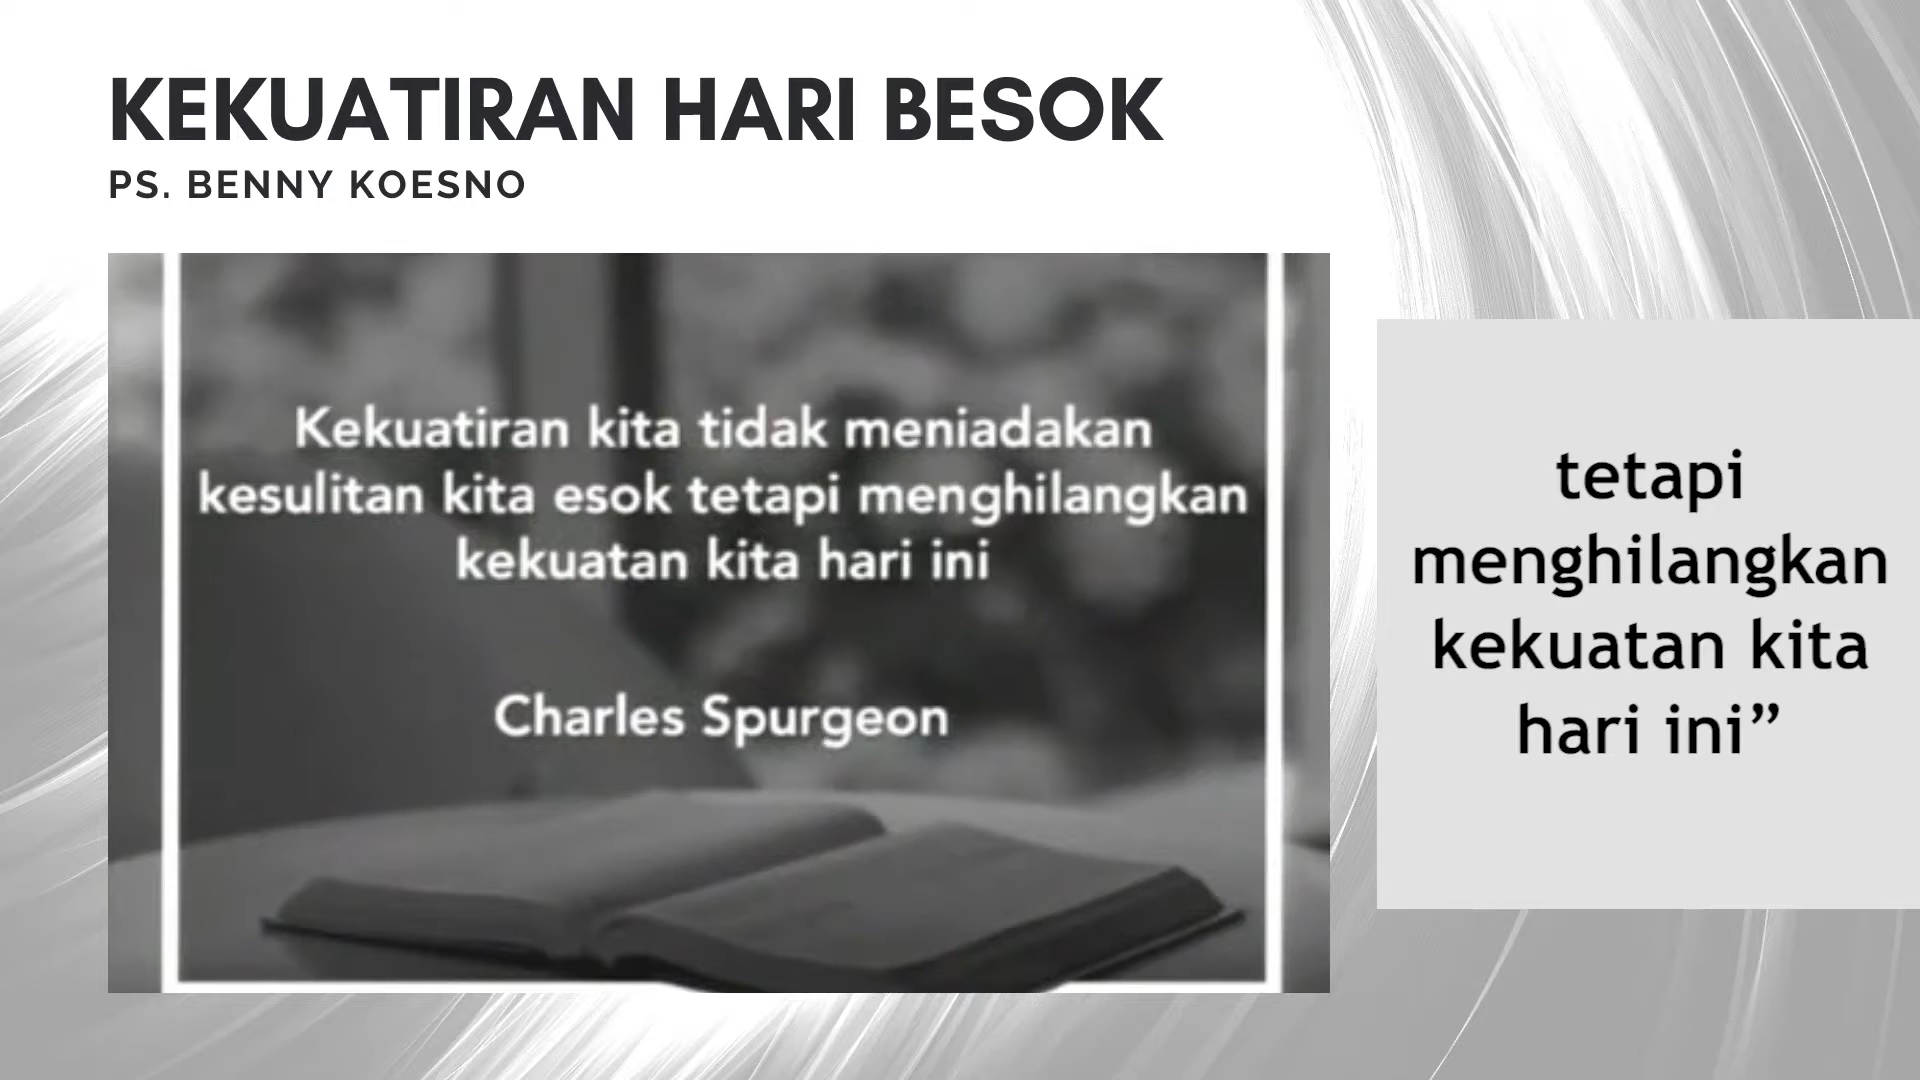 KEKUATIRAN HARI BESOK
PS. BENNY KOESNO
Kekuatiran kita tidak meniadakan
kesulitan kita esok tetapi menghilangkan
kekuatan kita hari ini
Charles Spurgeon
tetapi
menghilangkan
kekuatan kita
hari ini”